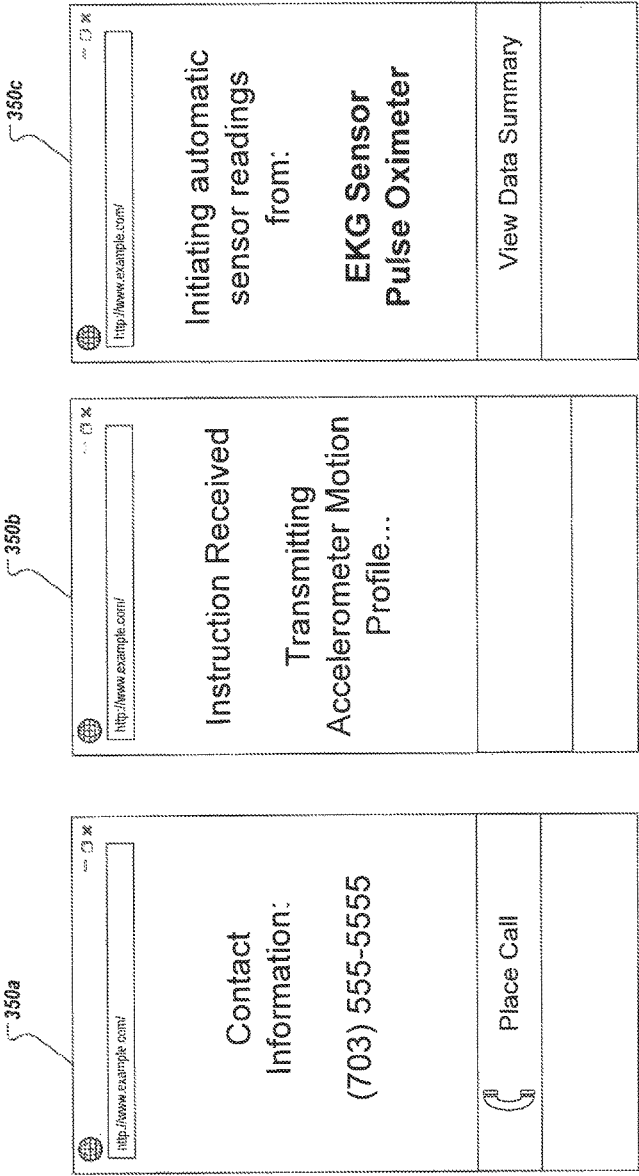 350a
http://www.example.com/
Contact
Information:
(703) 555-5555
Place Call
350b
http://www.example.com/
Instruction Received
Transmitting
Accelerometer Motion
Profile...
350c
http://www.example.com/
Initiating automatic
sensor readings
from:
EKG Sensor
Pulse Oximeter
View Data Summary